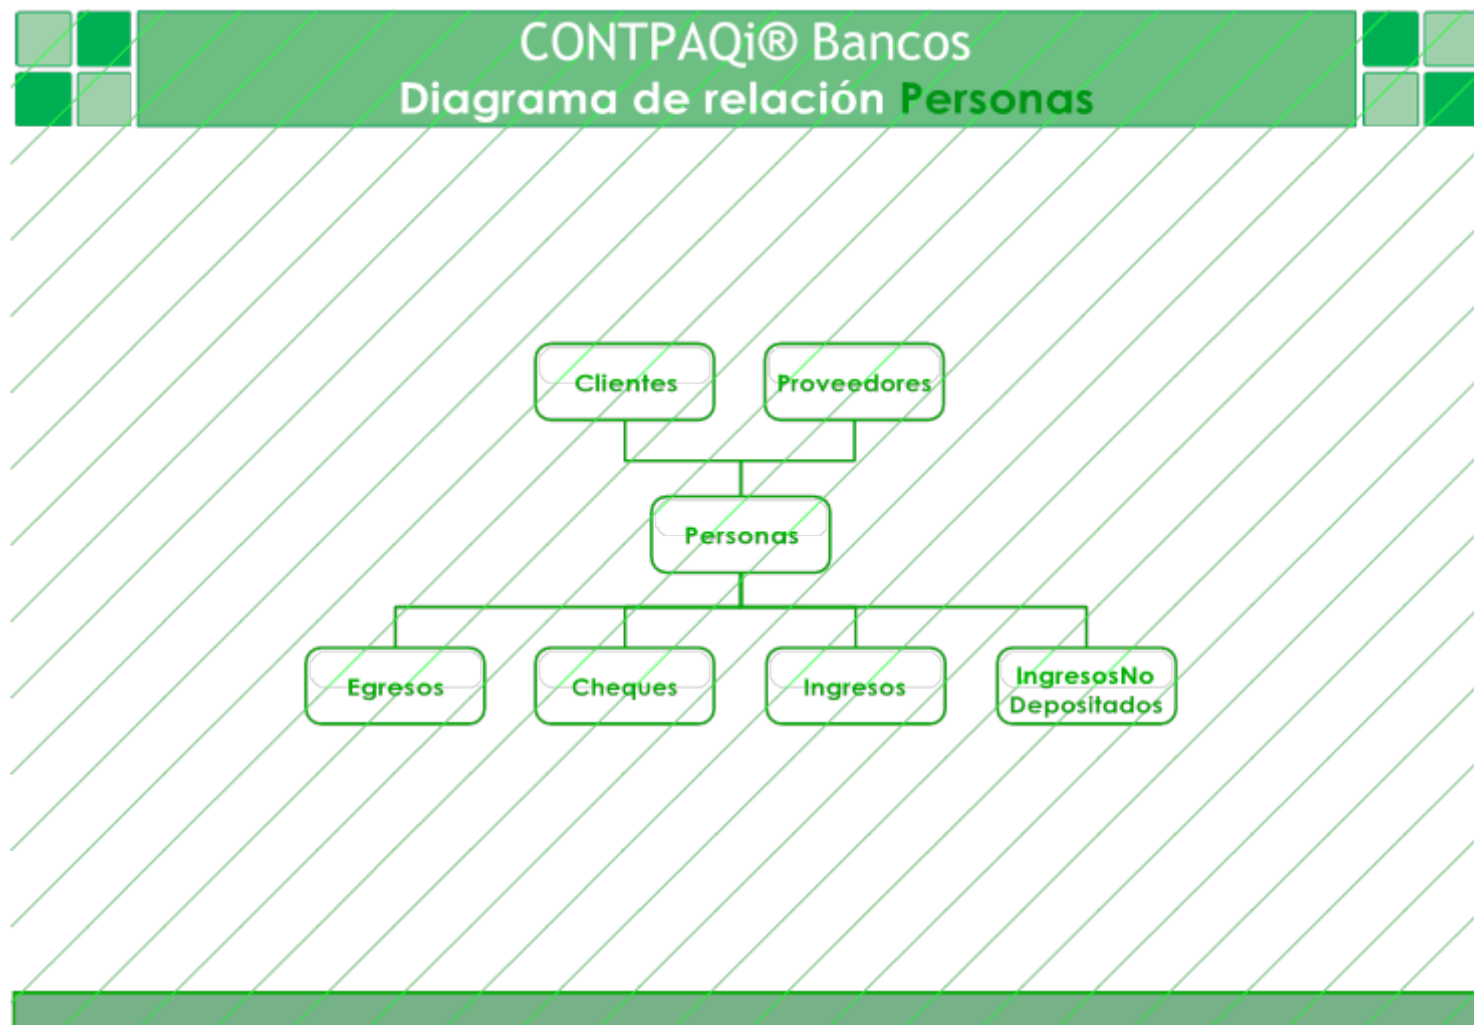 CONTPAQi® Bancos
Diagrama de relación Personas
Clientes
Proveedores
Personas
Egresos
Cheques
Ingresos
IngresosNo
Depositados